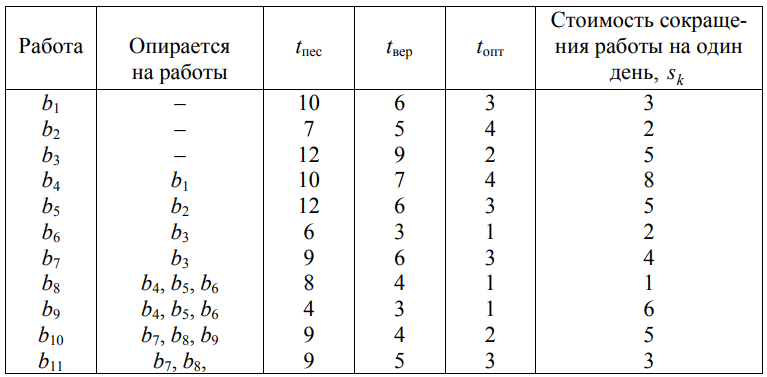 Работа Опирается на работы tпес tвер tопт Стоимость сокраще-ния работы на один день, sk
b1 – 10 6 3 3
b2 – 7 5 4 2
b3 – 12 9 2 5
b4 b1 10 7 4 8
b5 b2 12 6 3 5
b6 b3 6 3 1 2
b7 b3 9 6 3 4
b8 b4, b5, b6 8 4 1 1
b9 b4, b5, b6 4 3 1 6
b10 b7, b8, b9 9 4 2 5
b11 b7, b8, 9 5 3 3